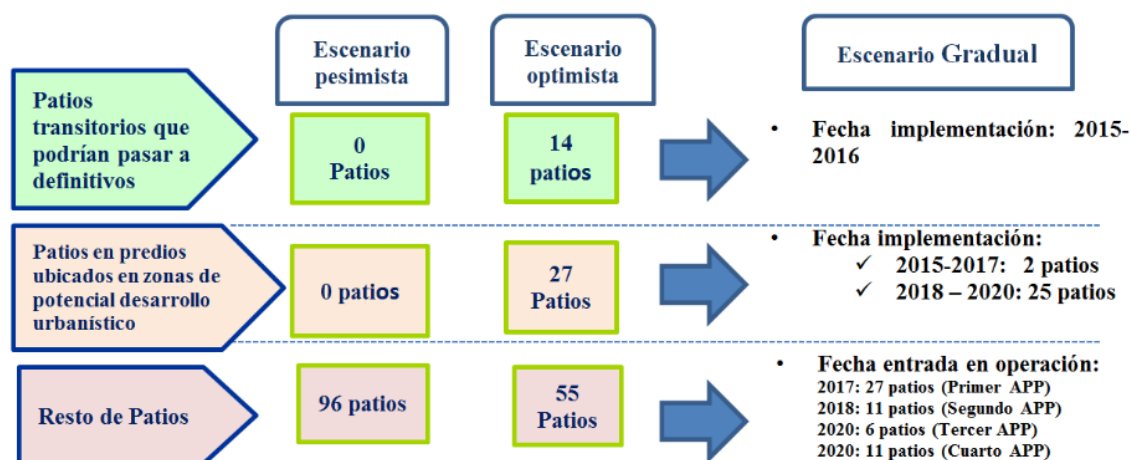 Escenario
pesimista
Escenario
optimista
Escenario Gradual
Patios
transitorios que
podrían pasar a
definitivos
0
Patios
14
patios
• Fecha implementación: 2015-
2016
Patios en predios
ubicados en zonas de
potencial desarrollo
urbanístico
0 patios
27
Patios
• Fecha implementación:
✓ 2015-2017: 2 patios
✓ 2018 – 2020: 25 patios
Resto de Patios
96 patios
55
Patios
• Fecha entrada en operación:
2017: 27 patios (Primer APP)
2018: 11 patios (Segundo APP)
2020: 6 patios (Tercer APP)
2020: 11 patios (Cuarto APP)